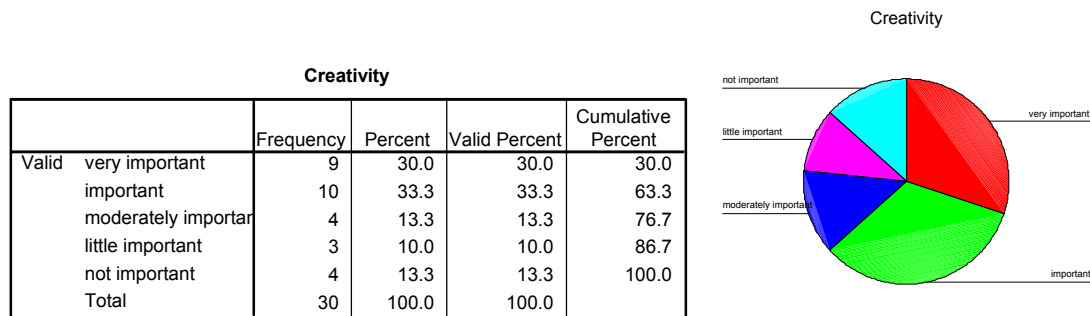 Creativity
Creativity
Frequency Percent Valid Percent Cumulative Percent
Valid very important 9 30.0 30.0 30.0
important 10 33.3 33.3 63.3
moderately importar 4 13.3 13.3 76.7
little important 3 10.0 10.0 86.7
not important 4 13.3 13.3 100.0
Total 30 100.0 100.0
not important
very important
little important
moderately important
important